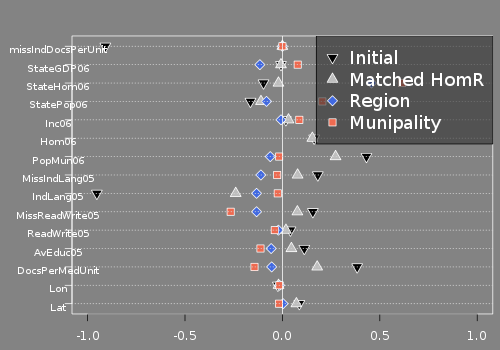 missIndDocsPerUnit
StateGDP06
StateHom06
StatePop06
Inc06
Hom06
PopMun06
MissIndLang05
IndLang05
MissReadWrite05
ReadWrite05
AvEduc05
DocsPerMedUnit
Lon
Lat
Initial
Matched HomR
Region
Munipality
-1.0 -0.5 0.0 0.5 1.0